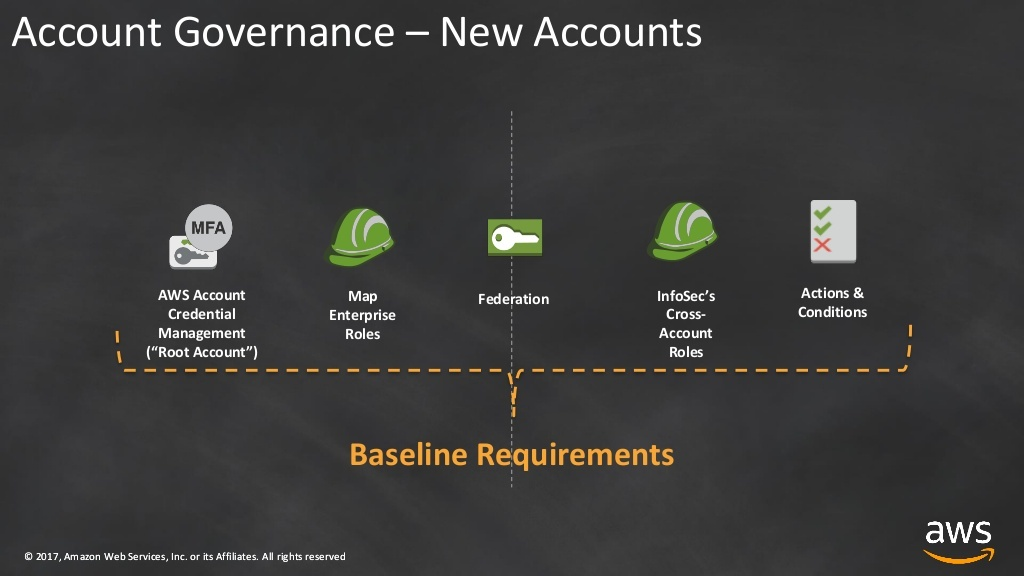 Account Governance – New Accounts
MFA
AWS Account
Credential
Management
(“Root Account”)
Map
Enterprise
Roles
Federation
InfoSec’s
Cross-
Account
Roles
Actions &
Conditions
Baseline Requirements
© 2017, Amazon Web Services, Inc. or its Affiliates. All rights reserved
aws